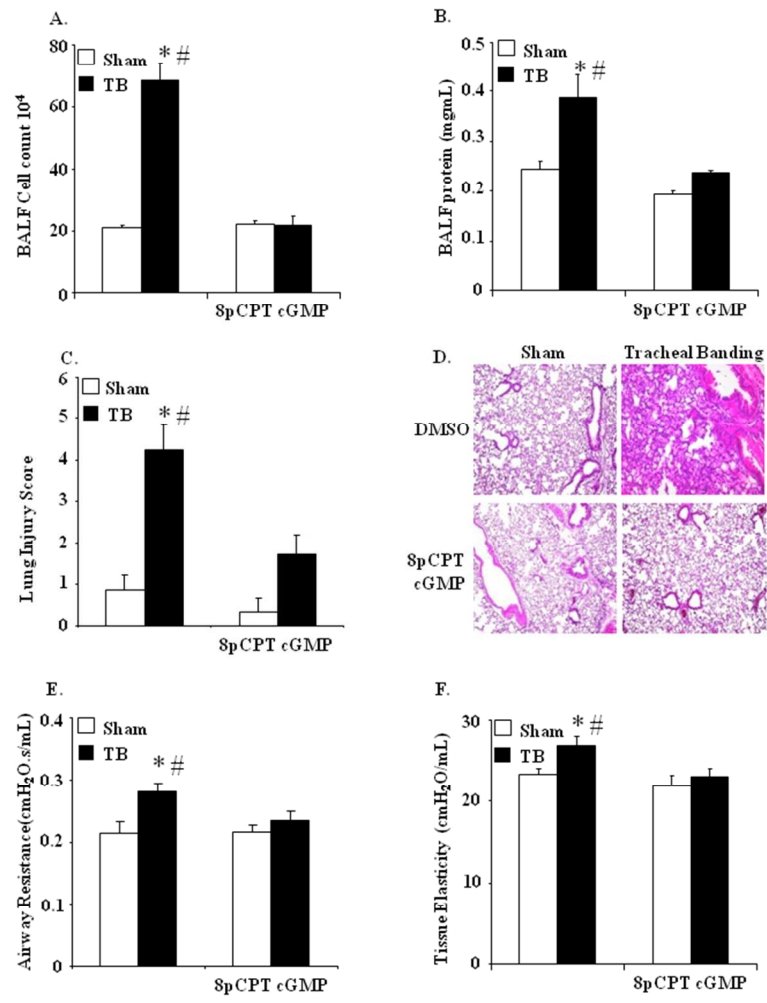 A.
80
60
40
20
0
BALF Cell count 10⁴
Sham
TB
* #
8pCPT cGMP
B.
0.5
0.4
0.3
0.2
0.1
0
BALF protein (mgmL)
Sham
TB
* #
8pCPT cGMP
C.
6
5
4
3
2
1
0
Lung Injury Score
Sham
TB
* #
8pCPT cGMP
D.
Sham
Tracheal Banding
DMSO
8pCPT
cGMP
E.
0.4
0.3
0.2
0.1
0
Airway Resistance(cmH₂O.s/mL)
Sham
TB
* #
8pCPT cGMP
F.
30
20
10
0
Tissue Elasticity (cmH₂O/mL)
Sham
TB
* #
8pCPT cGMP